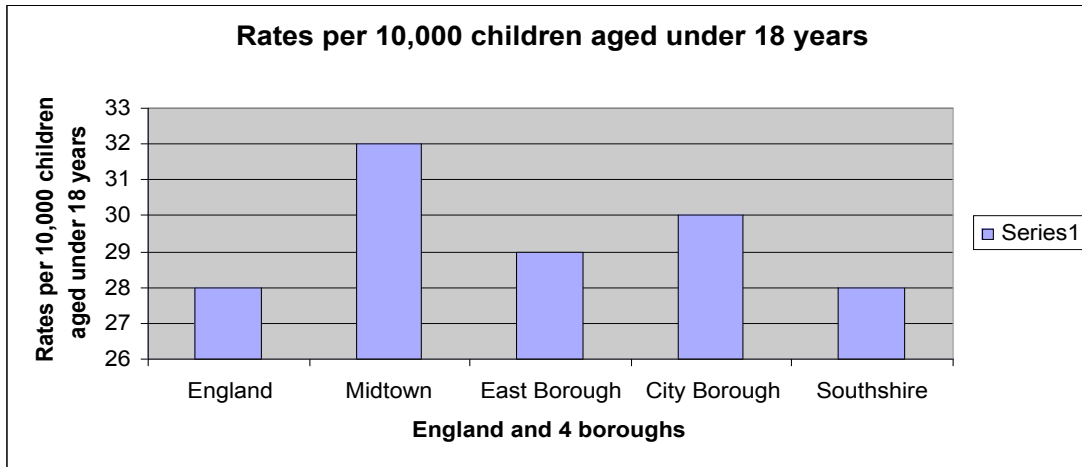 Rates per 10,000 children aged under 18 years
Rates per 10,000 children
aged under 18 years
33
32
31
30
29
28
27
26
England
Midtown
East Borough
City Borough
Southshire
England and 4 boroughs
Series1